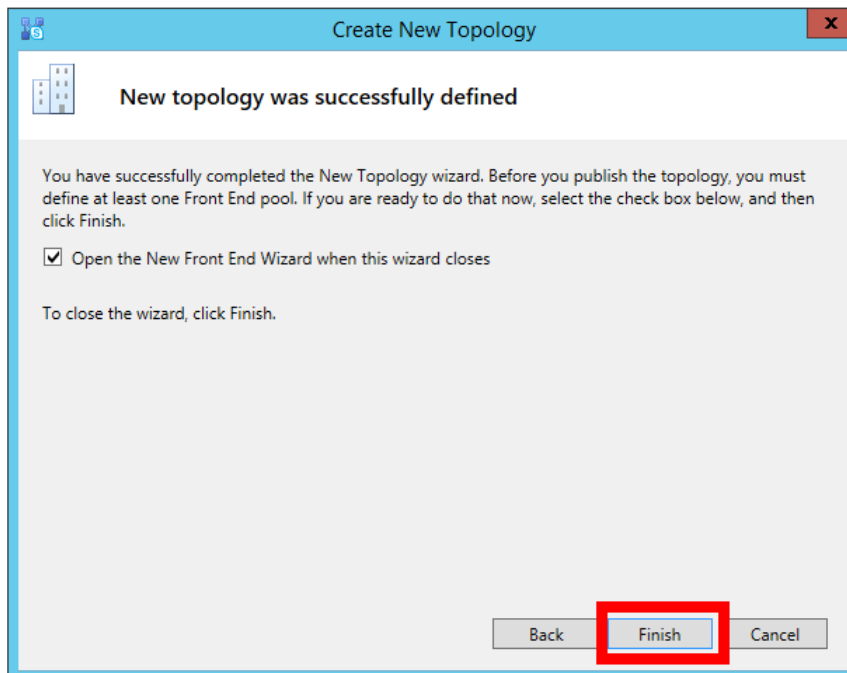 Create New Topology
x
New topology was successfully defined
You have successfully completed the New Topology wizard. Before you publish the topology, you must
define at least one Front End pool. If you are ready to do that now, select the check box below, and then
click Finish.
Open the New Front End Wizard when this wizard closes
To close the wizard, click Finish.
Back Finish Cancel